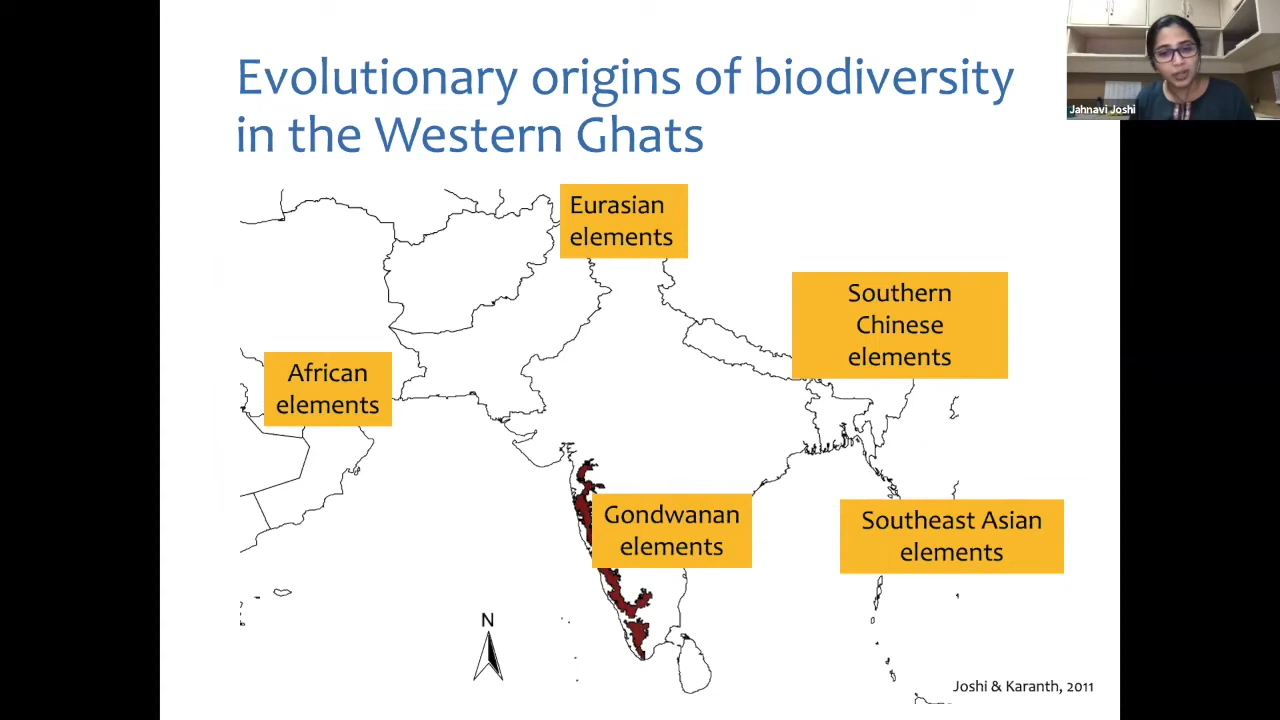 Evolutionary origins of biodiversity
in the Western Ghats
Jahnavi Joshi
Eurasian
elements
Southern
Chinese
elements
African
elements
Gondwanan
elements
Southeast Asian
elements
N
Joshi & Karanth, 2011